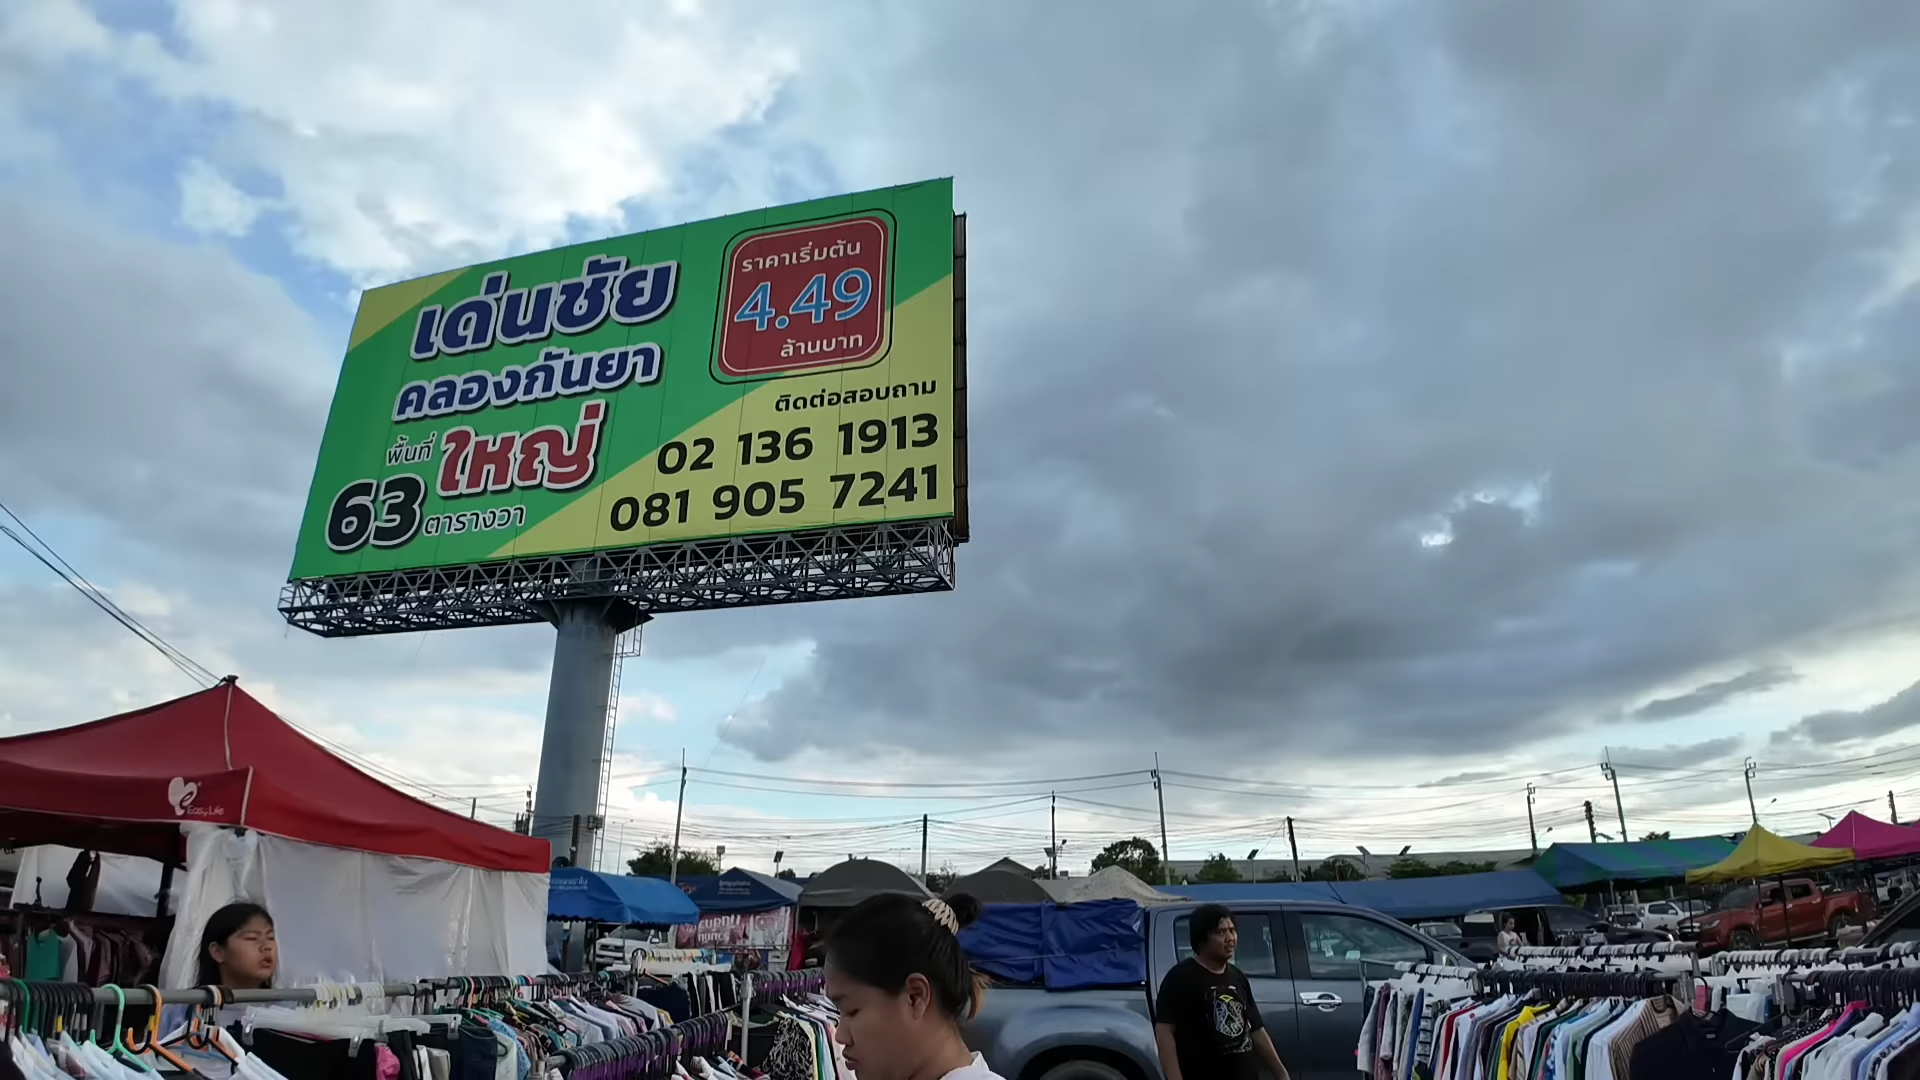 เด่นชัย
คลองกันยา
พื้นที่ ใหญ่
63 ตารางวา
ราคาเริ่มต้น
4.49
ล้านบาท
ติดต่อสอบถาม
02 136 1913
081 905 7241
Easy Life